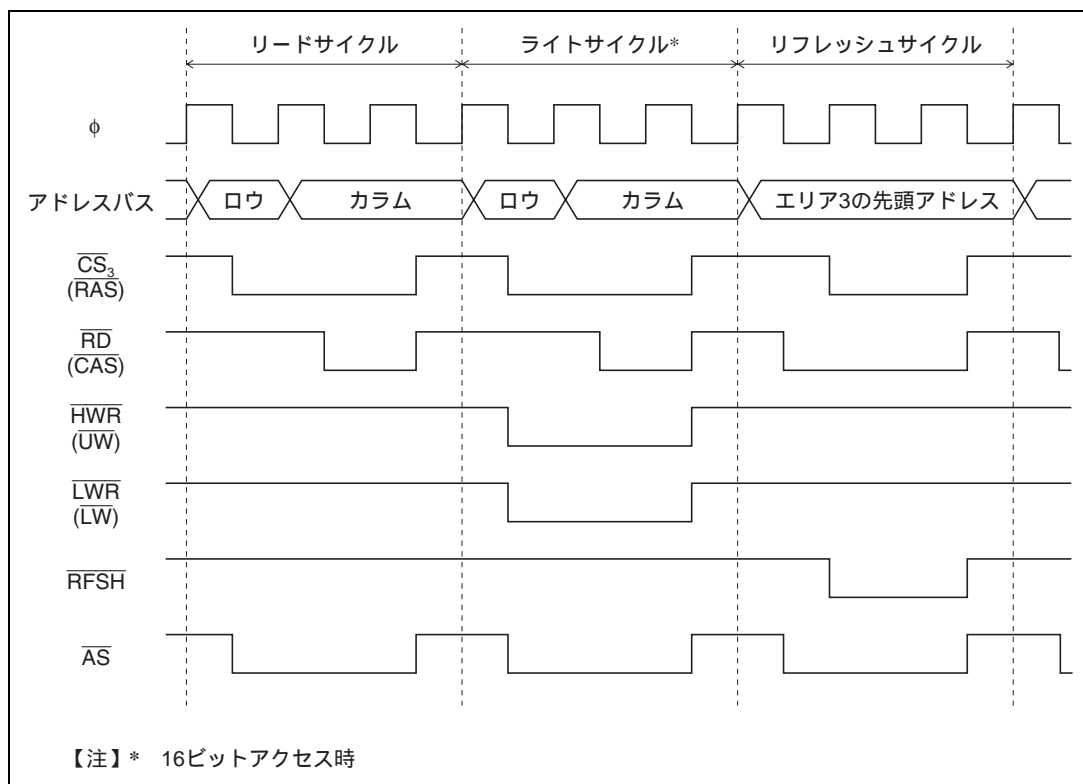 リードサイクル ライトサイクル* リフレッシュサイクル
φ
アドレスバス ロウ カラム ロウ カラム エリア3の先頭アドレス
CS₃
(RAS)
RD
(CAS)
HWR
(UW)
LWR
(LW)
RFSH
AS
【注】* 16ビットアクセス時